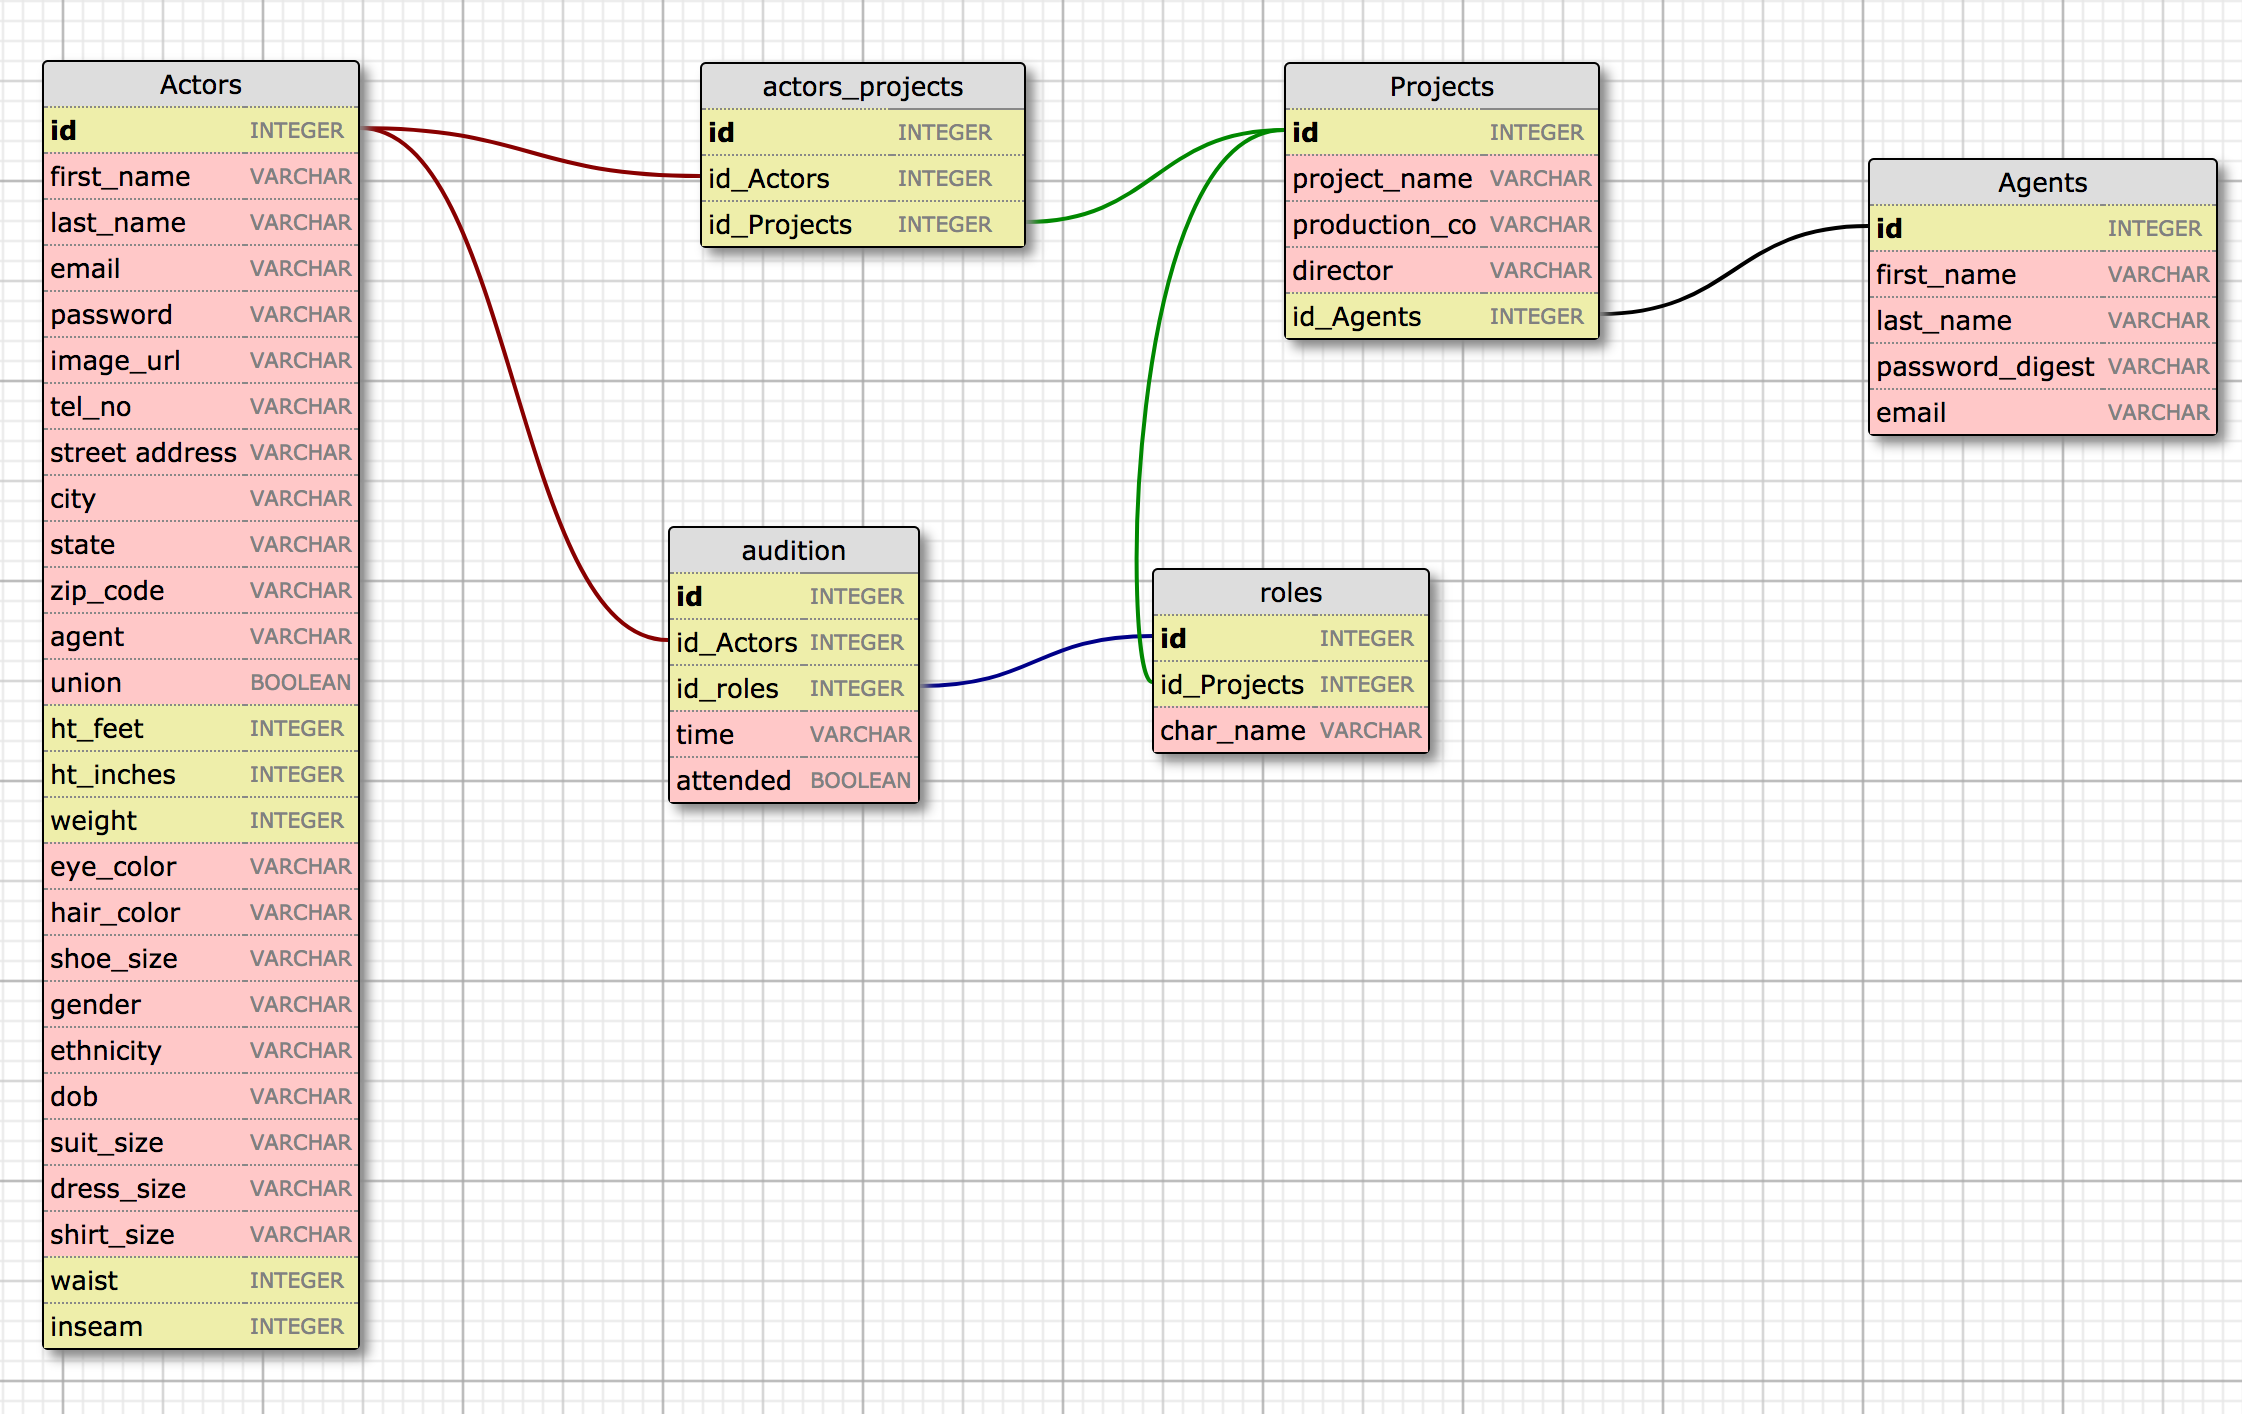 Actors
id INTEGER
first_name VARCHAR
last_name VARCHAR
email VARCHAR
password VARCHAR
image_url VARCHAR
tel_no VARCHAR
street address VARCHAR
city VARCHAR
state VARCHAR
zip_code VARCHAR
agent VARCHAR
union BOOLEAN
ht_feet INTEGER
ht_inches INTEGER
weight INTEGER
eye_color VARCHAR
hair_color VARCHAR
shoe_size VARCHAR
gender VARCHAR
ethnicity VARCHAR
dob VARCHAR
suit_size VARCHAR
dress_size VARCHAR
shirt_size VARCHAR
waist INTEGER
inseam INTEGER
actors_projects
id INTEGER
id_Actors INTEGER
id_Projects INTEGER
Projects
id INTEGER
project_name VARCHAR
production_co VARCHAR
director VARCHAR
id_Agents INTEGER
Agents
id INTEGER
first_name VARCHAR
last_name VARCHAR
password_digest VARCHAR
email VARCHAR
audition
id INTEGER
id_Actors INTEGER
id_roles INTEGER
time VARCHAR
attended BOOLEAN
roles
id INTEGER
id_Projects INTEGER
char_name VARCHAR